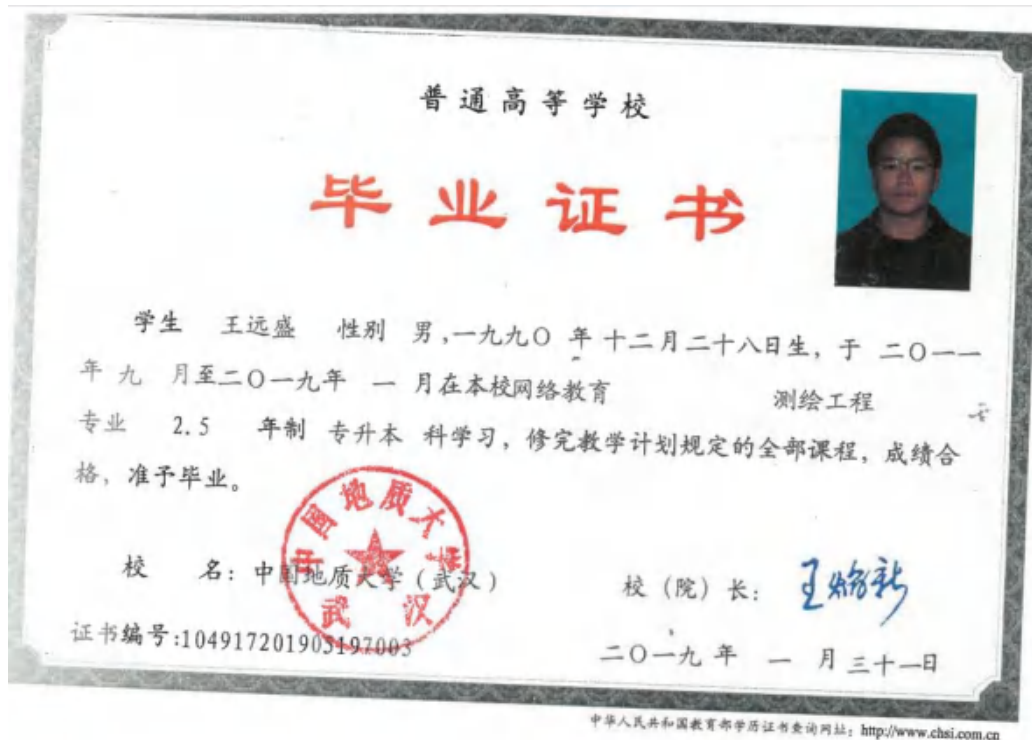 普通高等学校
毕业证书
学生 王远盛 性别 男,一九九〇年十二月二十八日生,于 二〇一一
年 九 月至二〇一九年 一 月在本校网络教育 测绘工程
专业 2.5 年制 专升本 科学习,修完教学计划规定的全部课程,成绩合
格,准予毕业。
中国地质大学
武汉
校 名:中国地质大学(武汉) 校(院)长:
证书编号:104917201905197003
二〇一九年 一 月三十一日
中华人民共和国教育部学历证书查询网址:http://www.chsi.com.cn